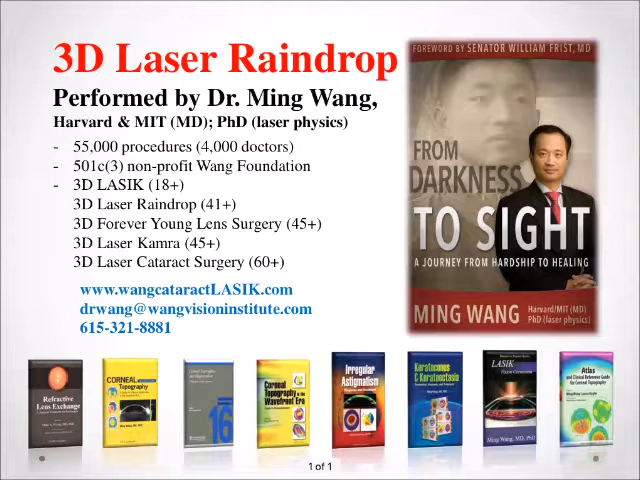 3D Laser Raindrop
Performed by Dr. Ming Wang,
Harvard & MIT (MD); PhD (laser physics)
- 55,000 procedures (4,000 doctors)
- 501c(3) non-profit Wang Foundation
- 3D LASIK (18+)
3D Laser Raindrop (41+)
3D Forever Young Lens Surgery (45+)
3D Laser Kamra (45+)
3D Laser Cataract Surgery (60+)
www.wangcataractLASIK.com
drwang@wangvisioninstitute.com
615-321-8881
FOREWORD BY SENATOR WILLIAM FRIST, MD
FROM
DARKNESS
TO SIGHT
A JOURNEY FROM HARDSHIP TO HEALING
MING WANG
Harvard/MIT (MD)
PhD (laser physics)
Refractive
Lens Exchange
CORNEAL
Topography
16
Corneal
Topography in the
Wavefront Era
Irregular
Astigmatism
Keratoconus
& Keratoectasia
LASIK
Ming Wang, MD, PhD
Atlas
and Clinical Reference Guide
for Corneal Topography
1 of 1